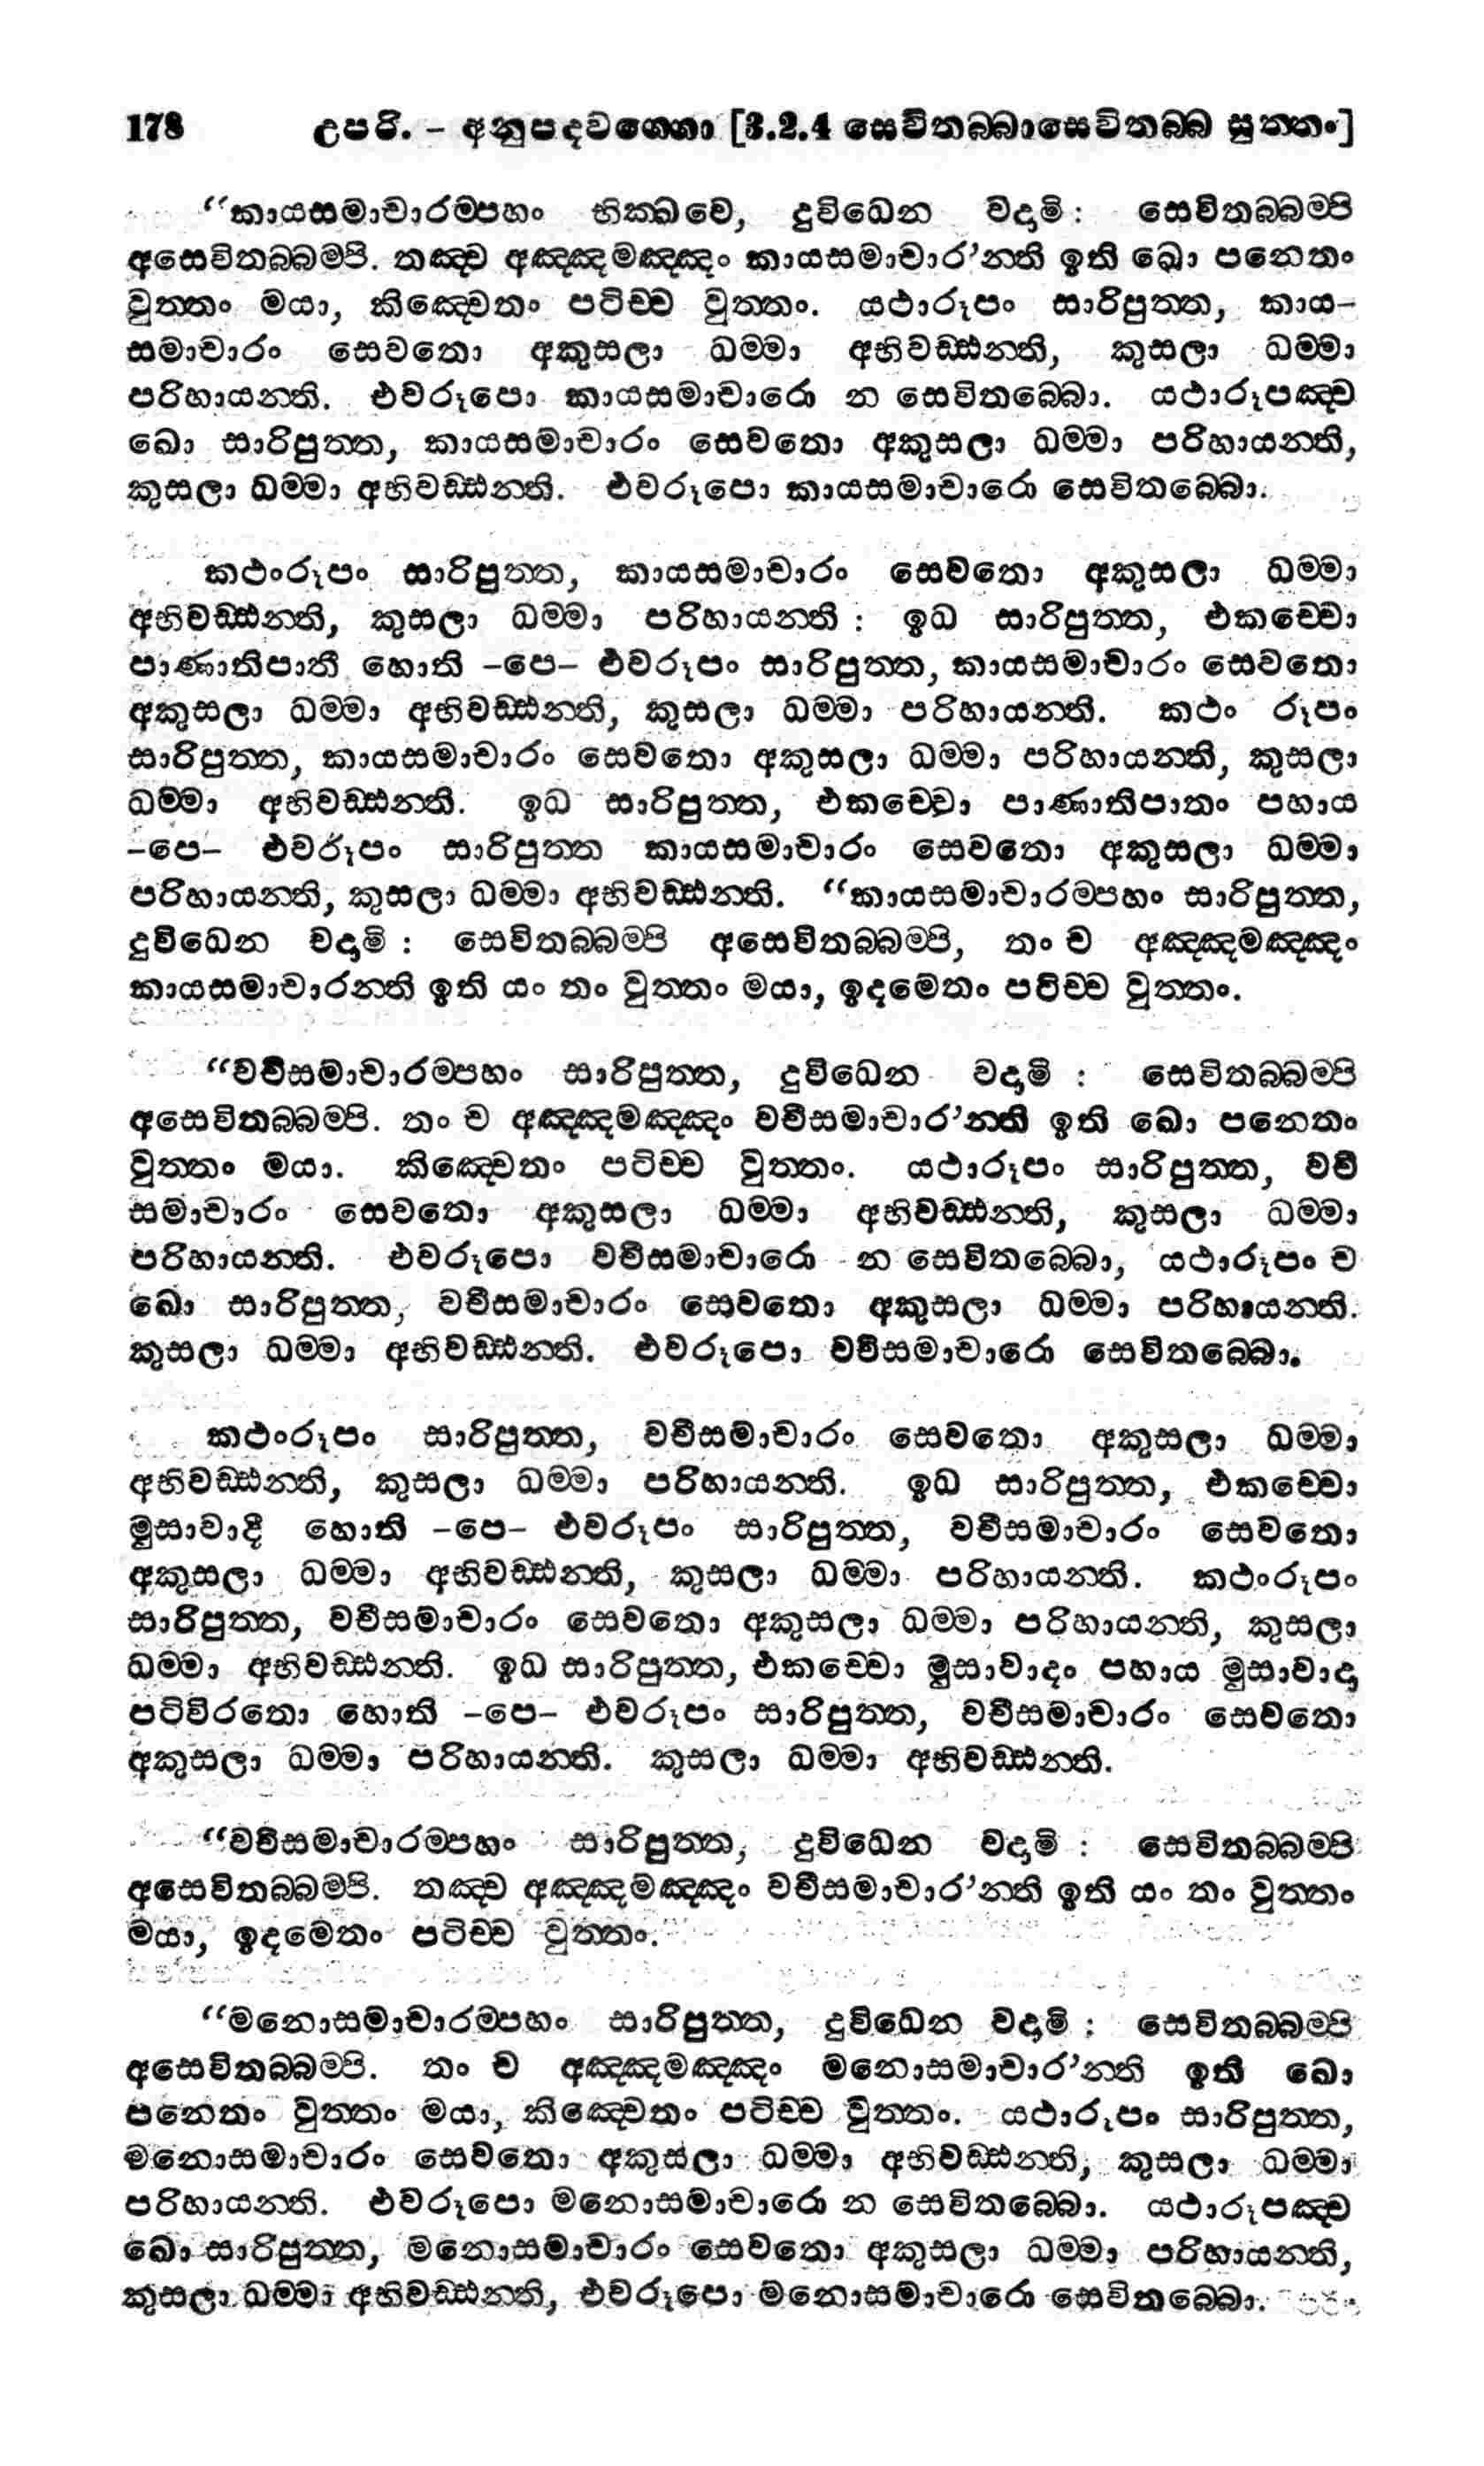 178 උපරි. - අනුපදවග්ගො [3.2.4 සෙවිතබ්බාසෙවිතබ්බ සුත්තං]
“කායසමාචාරම්පහං භික්ඛවෙ, දුවිධෙන වදාමි : සෙවිතබ්බම්පි
අසෙවිතබ්බම්පි. තඤ්ච අඤ්ඤමඤ්ඤං කායසමාචාර’න්ති ඉති ඛො පනෙතං
වුත්තං මයා, කිඤ්චෙතං පටිච්ච වුත්තං. යථාරූපං සාරිපුත්ත, කාය-
සමාචාරං සෙවතො අකුසලා ධම්මා අභිවඩ්ඪන්ති, කුසලා ධම්මා
පරිහායන්ති. එවරූපො කායසමාචාරො න සෙවිතබ්බො. යථාරූපඤ්ච
ඛො සාරිපුත්ත, කායසමාචාරං සෙවතො අකුසලා ධම්මා පරිහායන්ති,
කුසලා ධම්මා අභිවඩ්ඪන්ති. එවරූපො කායසමාචාරො සෙවිතබ්බො.
කථංරූපං සාරිපුත්ත, කායසමාචාරං සෙවතො අකුසලා ධම්මා
අභිවඩ්ඪන්ති, කුසලා ධම්මා පරිහායන්ති : ඉධ සාරිපුත්ත, එකච්චො
පාණාතිපාතී හොති -පෙ- එවරූපං සාරිපුත්ත, කායසමාචාරං සෙවතො
අකුසලා ධම්මා අභිවඩ්ඪන්ති, කුසලා ධම්මා පරිහායන්ති. කථං රූපං
සාරිපුත්ත, කායසමාචාරං සෙවතො අකුසලා ධම්මා පරිහායන්ති, කුසලා
ධම්මා අභිවඩ්ඪන්ති. ඉධ සාරිපුත්ත, එකච්චො පාණාතිපාතං පහාය
-පෙ- එවරූපං සාරිපුත්ත කායසමාචාරං සෙවතො අකුසලා ධම්මා
පරිහායන්ති, කුසලා ධම්මා අභිවඩ්ඪන්ති. “කායසමාචාරම්පහං සාරිපුත්ත,
දුවිධෙන වදාමි : සෙවිතබ්බම්පි අසෙවිතබ්බම්පි, තං ච අඤ්ඤමඤ්ඤං
කායසමාචාරන්ති ඉති යං තං වුත්තං මයා, ඉදමෙතං පටිච්ච වුත්තං.
“වචීසමාචාරම්පහං සාරිපුත්ත, දුවිධෙන වදාමි : සෙවිතබ්බම්පි
අසෙවිතබ්බම්පි. තං ච අඤ්ඤමඤ්ඤං වචීසමාචාර’න්ති ඉති ඛො පනෙතං
වුත්තං මයා. කිඤ්චෙතං පටිච්ච වුත්තං. යථාරූපං සාරිපුත්ත, වචී
සමාචාරං සෙවතො අකුසලා ධම්මා අභිවඩ්ඪන්ති, කුසලා ධම්මා
පරිහායන්ති. එවරූපො වචීසමාචාරො න සෙවිතබ්බො, යථාරූපං ච
ඛො සාරිපුත්ත, වචීසමාචාරං සෙවතො අකුසලා ධම්මා පරිහායන්ති.
කුසලා ධම්මා අභිවඩ්ඪන්ති. එවරූපො වචීසමාචාරො සෙවිතබ්බො.
කථංරූපං සාරිපුත්ත, වචීසමාචාරං සෙවතො අකුසලා ධම්මා
අභිවඩ්ඪන්ති, කුසලා ධම්මා පරිහායන්ති. ඉධ සාරිපුත්ත, එකච්චො
මුසාවාදී හොති -පෙ- එවරූපං සාරිපුත්ත, වචීසමාචාරං සෙවතො
අකුසලා ධම්මා අභිවඩ්ඪන්ති, කුසලා ධම්මා පරිහායන්ති. කථංරූපං
සාරිපුත්ත, වචීසමාචාරං සෙවතො අකුසලා ධම්මා පරිහායන්ති, කුසලා
ධම්මා අභිවඩ්ඪන්ති. ඉධ සාරිපුත්ත, එකච්චො මුසාවාදං පහාය මුසාවාදා
පටිවිරතො හොති -පෙ- එවරූපං සාරිපුත්ත, වචීසමාචාරං සෙවතො
අකුසලා ධම්මා පරිහායන්ති. කුසලා ධම්මා අභිවඩ්ඪන්ති.
“වචීසමාචාරම්පහං සාරිපුත්ත, දුවිධෙන වදාමි : සෙවිතබ්බම්පි
අසෙවිතබ්බම්පි. තඤ්ච අඤ්ඤමඤ්ඤං වචීසමාචාර’න්ති ඉති යං තං වුත්තං
මයා, ඉදමෙතං පටිච්ච වුත්තං.
“මනොසමාචාරම්පහං සාරිපුත්ත, දුවිධෙන වදාමි : සෙවිතබ්බම්පි
අසෙවිතබ්බම්පි. තං ච අඤ්ඤමඤ්ඤං මනොසමාචාර’න්ති ඉති ඛො
පනෙතං වුත්තං මයා, කිඤ්චෙතං පටිච්ච වුත්තං. යථාරූපං සාරිපුත්ත,
මනොසමාචාරං සෙවතො අකුසලා ධම්මා අභිවඩ්ඪන්ති, කුසලා ධම්මා
පරිහායන්ති. එවරූපො මනොසමාචාරො න සෙවිතබ්බො. යථාරූපඤ්ච
ඛො සාරිපුත්ත, මනොසමාචාරං සෙවතො අකුසලා ධම්මා පරිහායන්ති,
කුසලා ධම්මා අභිවඩ්ඪන්ති, එවරූපො මනොසමාචාරො සෙවිතබ්බො.